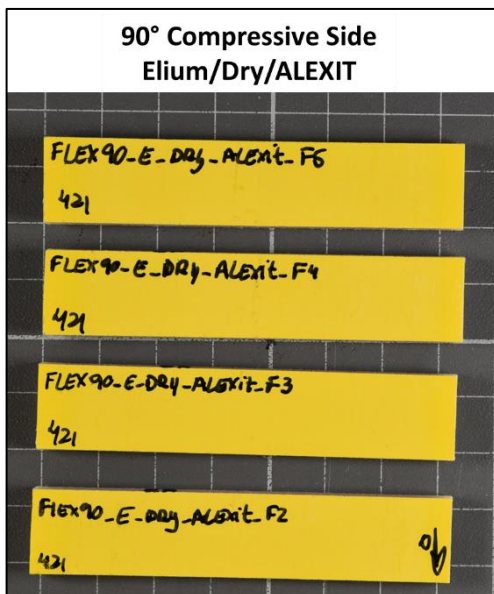 90° Compressive Side
Elium/Dry/ALEXIT
FLEX90-E-DRy-ALEXit-F6
421
FLEX90-E-DRy-ALEXit-F4
421
FLEX90-E-DRY-ALEXit-F3
421
FlEX90-E-DRY-ALEXit-F2
421
0